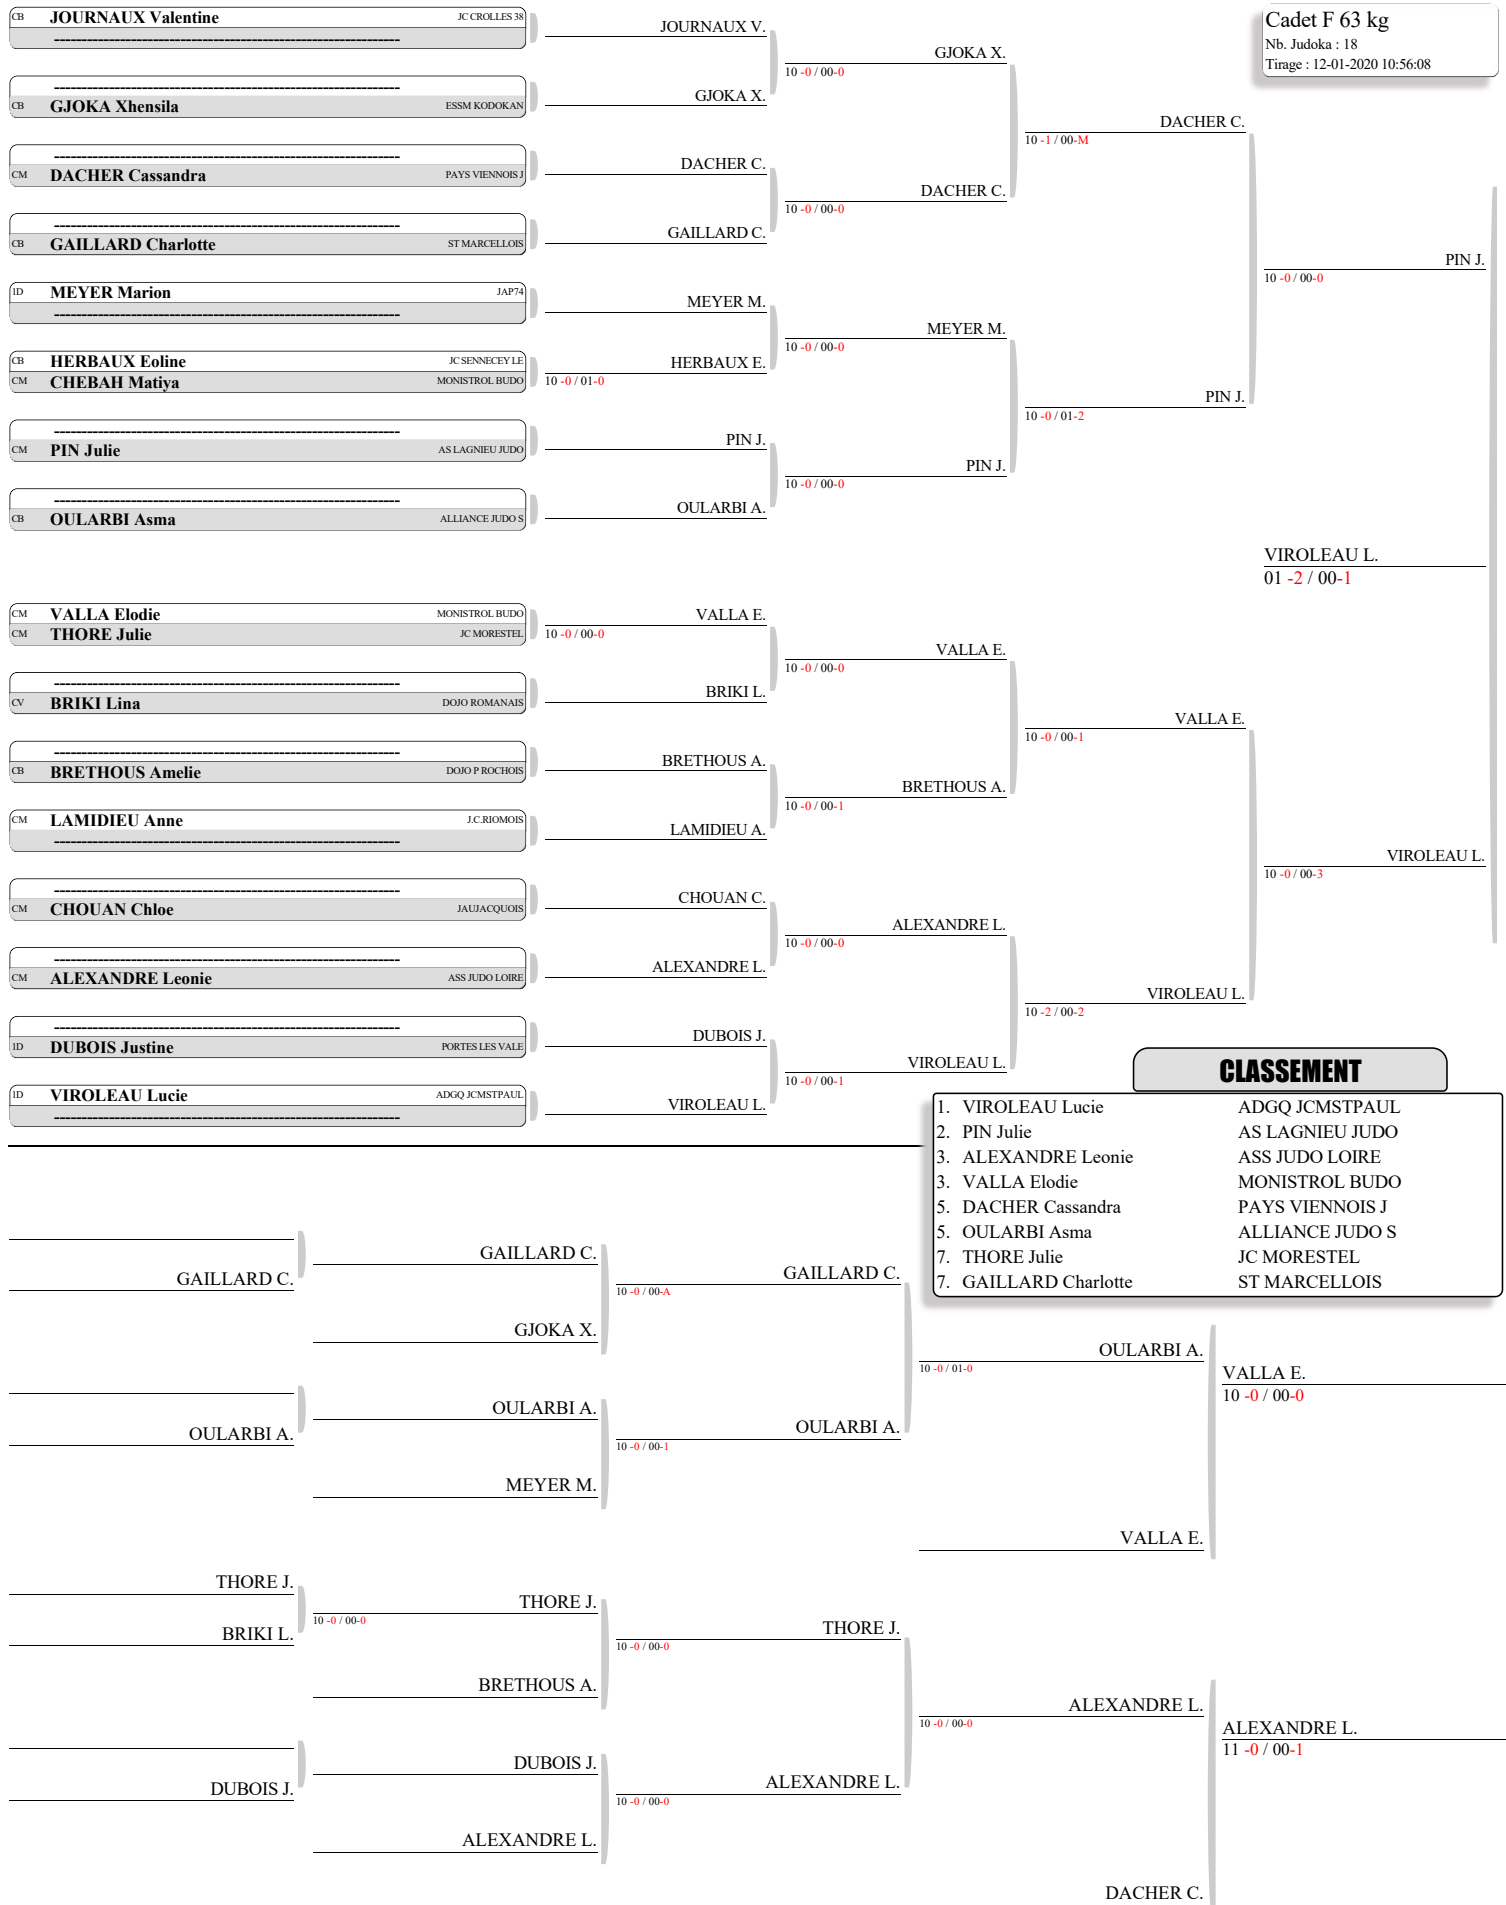 Cadet F 63 kg
Nb. Judoka : 18
Tirage : 12-01-2020 10:56:08
CB JOURNAUX Valentine JC CROLLES 38
CB GJOKA Xhensila ESSM KODOKAN
CM DACHER Cassandra PAYS VIENNOIS J
CB GAILLARD Charlotte ST MARCELLOIS
1D MEYER Marion JAP74
CB HERBAUX Eoline JC SENNECEY LE
CM CHEBAH Matiya MONISTROL BUDO
CM PIN Julie AS LAGNIEU JUDO
CB OULARBI Asma ALLIANCE JUDO S
CM VALLA Elodie MONISTROL BUDO
CM THORE Julie JC MORESTEL
CV BRIKI Lina DOJO ROMANAIS
CB BRETHOUS Amelie DOJO P ROCHOIS
CM LAMIDIEU Anne J.C.RIOMOIS
CM CHOUAN Chloe JAUJACQUOIS
CM ALEXANDRE Leonie ASS JUDO LOIRE
1D DUBOIS Justine PORTES LES VALE
1D VIROLEAU Lucie ADGQ JCMSTPAUL
JOURNAUX V.
GJOKA X.
DACHER C.
GAILLARD C.
MEYER M.
HERBAUX E.
10 -0 / 01-0
PIN J.
OULARBI A.
VALLA E.
10 -0 / 00-0
BRIKI L.
BRETHOUS A.
LAMIDIEU A.
CHOUAN C.
ALEXANDRE L.
DUBOIS J.
VIROLEAU L.
GJOKA X.
10 -0 / 00-0
DACHER C.
10 -0 / 00-0
MEYER M.
10 -0 / 00-0
PIN J.
10 -0 / 00-0
VALLA E.
10 -0 / 00-0
BRETHOUS A.
10 -0 / 00-1
ALEXANDRE L.
10 -0 / 00-0
VIROLEAU L.
10 -0 / 00-1
DACHER C.
10 -1 / 00-M
PIN J.
10 -0 / 01-2
VALLA E.
10 -0 / 00-1
VIROLEAU L.
10 -2 / 00-2
PIN J.
10 -0 / 00-0
VIROLEAU L.
01 -2 / 00-1
VIROLEAU L.
10 -0 / 00-3
CLASSEMENT
1. VIROLEAU Lucie ADGQ JCMSTPAUL
2. PIN Julie AS LAGNIEU JUDO
3. ALEXANDRE Leonie ASS JUDO LOIRE
3. VALLA Elodie MONISTROL BUDO
5. DACHER Cassandra PAYS VIENNOIS J
5. OULARBI Asma ALLIANCE JUDO S
7. THORE Julie JC MORESTEL
7. GAILLARD Charlotte ST MARCELLOIS
GAILLARD C.
OULARBI A.
THORE J.
BRIKI L.
DUBOIS J.
GAILLARD C.
GJOKA X.
OULARBI A.
MEYER M.
THORE J.
10 -0 / 00-0
BRETHOUS A.
DUBOIS J.
ALEXANDRE L.
GAILLARD C.
10 -0 / 00-A
OULARBI A.
10 -0 / 00-1
THORE J.
10 -0 / 00-0
ALEXANDRE L.
10 -0 / 00-0
OULARBI A.
10 -0 / 01-0
VALLA E.
ALEXANDRE L.
10 -0 / 00-0
DACHER C.
VALLA E.
10 -0 / 00-0
ALEXANDRE L.
11 -0 / 00-1